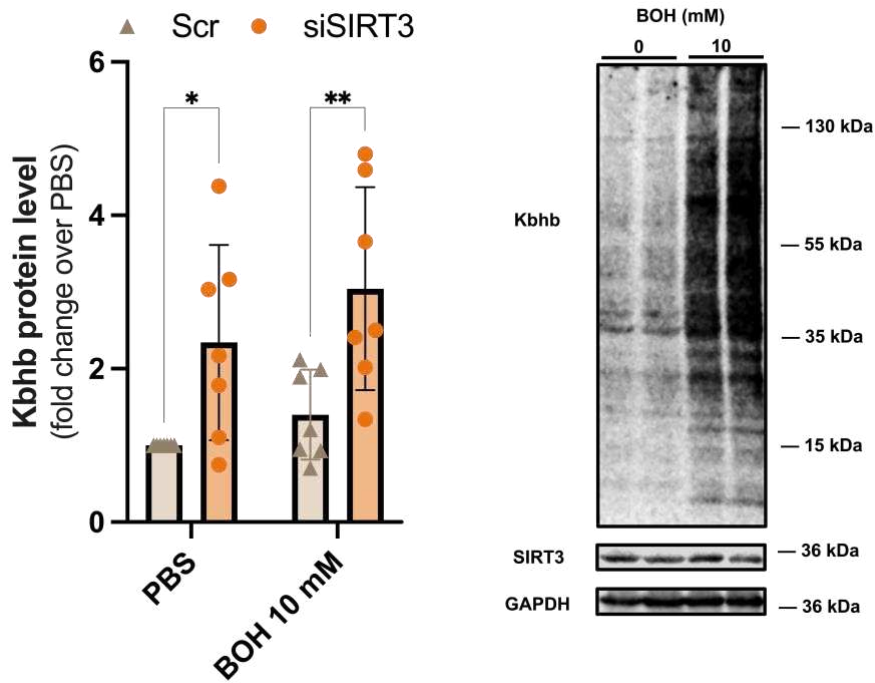 Scr siSIRT3
Kbhb protein level
(fold change over PBS)
6
4
2
0
*
**
PBS
BOH 10 mM
BOH (mM)
0 10
Kbhb
— 130 kDa
— 55 kDa
— 35 kDa
— 15 kDa
SIRT3
— 36 kDa
GAPDH
— 36 kDa